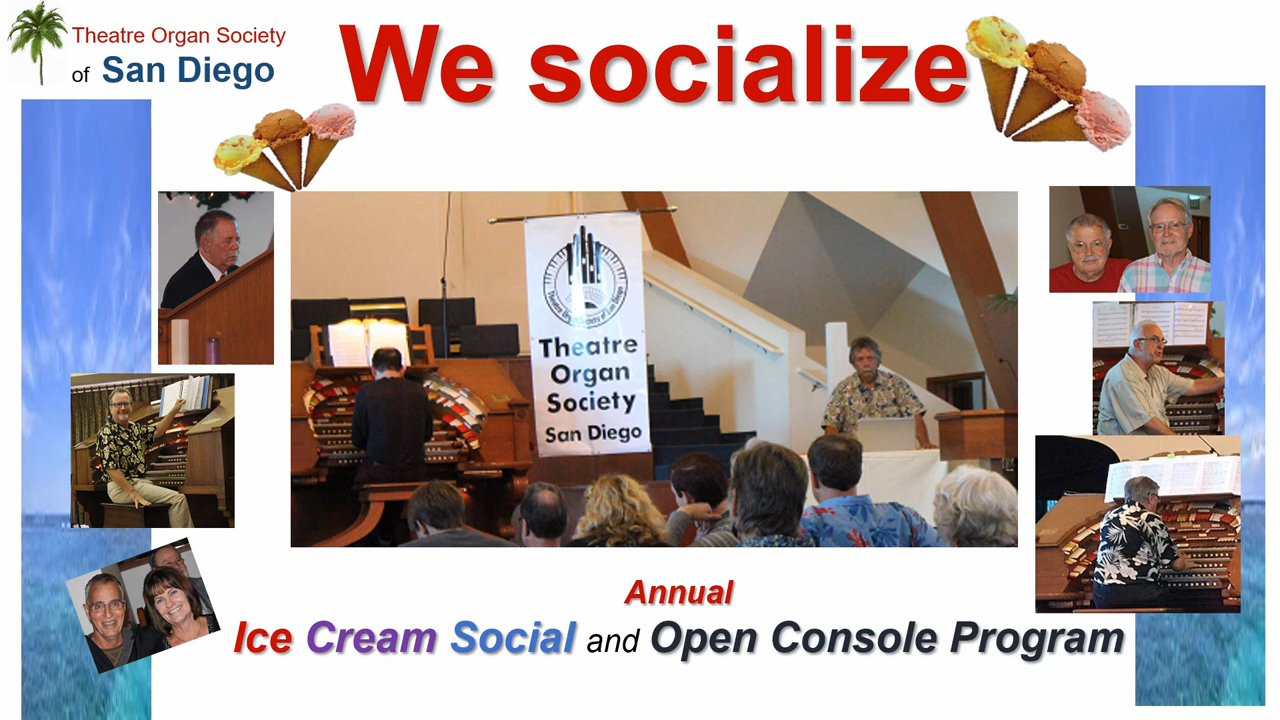 Theatre Organ Society
of San Diego
We socialize
Theatre
Organ
Society
San Diego
Annual
Ice Cream Social and Open Console Program